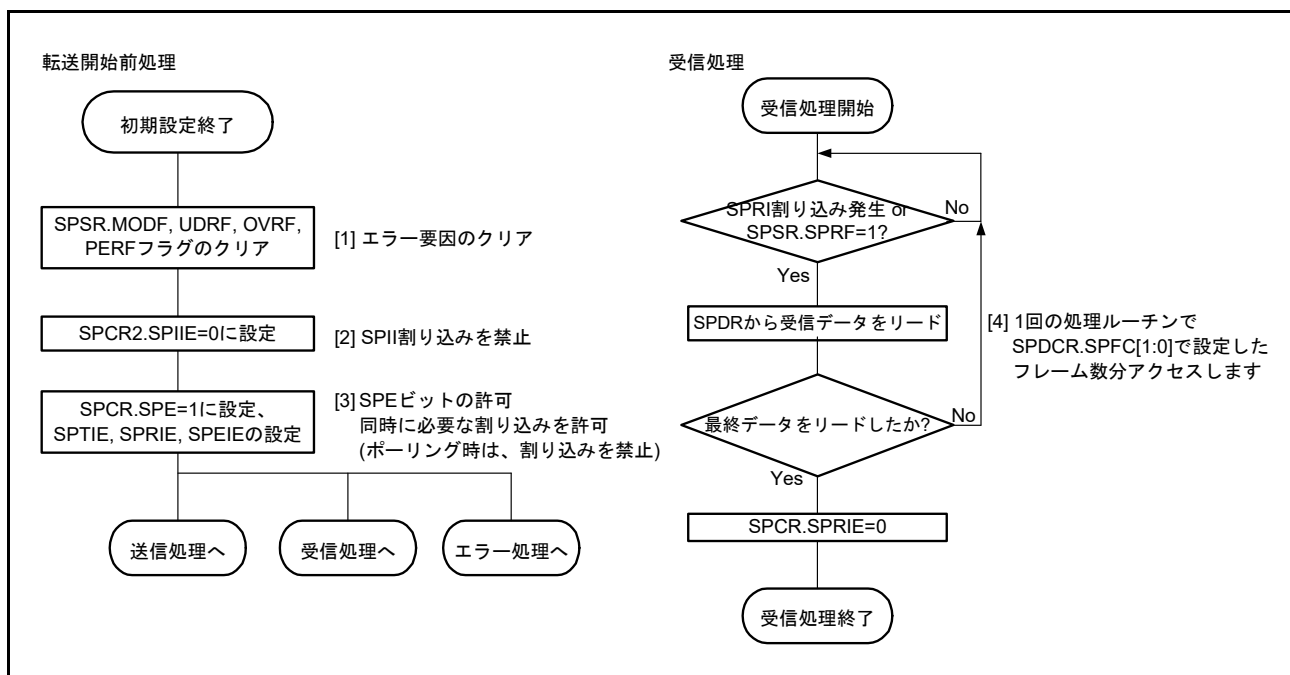 転送開始前処理
初期設定終了
SPSR.MODF, UDRF, OVRF,
PERFフラグのクリア
[1] エラー要因のクリア
SPCR2.SPIIE=0に設定
[2] SPII割り込みを禁止
SPCR.SPE=1に設定、
SPTIE, SPRIE, SPEIEの設定
[3] SPEビットの許可
同時に必要な割り込みを許可
(ポーリング時は、割り込みを禁止)
送信処理へ
受信処理へ
エラー処理へ
受信処理
受信処理開始
SPRI割り込み発生 or
SPSR.SPRF=1?
No
Yes
SPDRから受信データをリード
[4] 1回の処理ルーチンで
SPDCR.SPFC[1:0]で設定した
フレーム数分アクセスします
最終データをリードしたか?
No
Yes
SPCR.SPRIE=0
受信処理終了